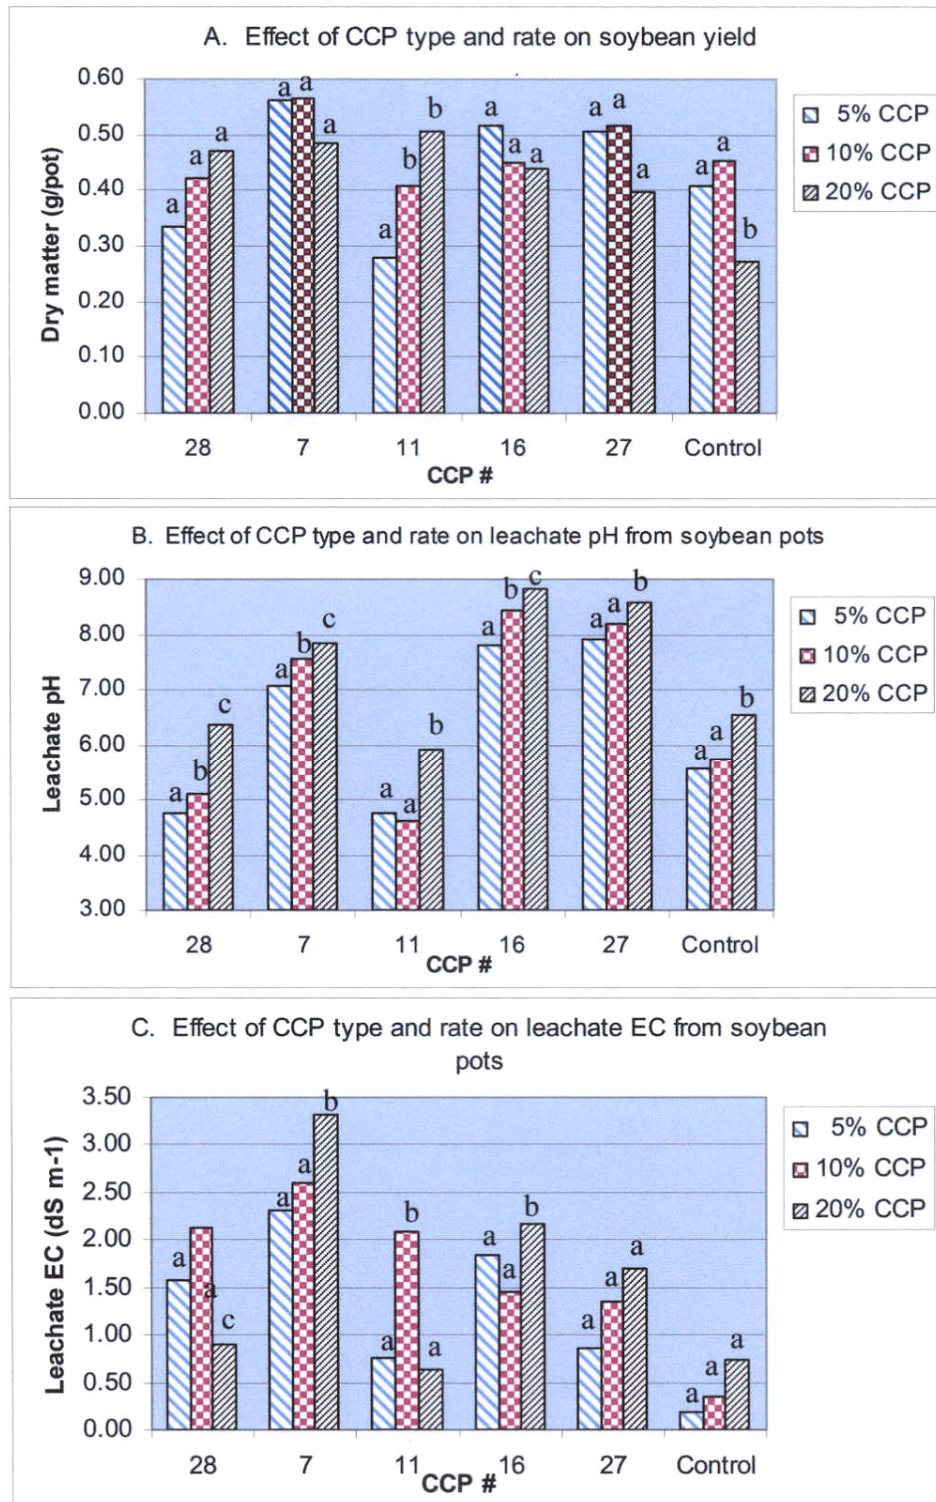 A. Effect of CCP type and rate on soybean yield
Dry matter (g/pot)
0.60
0.50
0.40
0.30
0.20
0.10
0.00
a a a
a a a
a b b
a a a
a a a
a a b
28 7 11 16 27 Control
CCP #
5% CCP
10% CCP
20% CCP
B. Effect of CCP type and rate on leachate pH from soybean pots
Leachate pH
9.00
8.00
7.00
6.00
5.00
4.00
3.00
a b c
a b c
a a b
a b c
a a b
a a b
28 7 11 16 27 Control
CCP #
5% CCP
10% CCP
20% CCP
C. Effect of CCP type and rate on leachate EC from soybean
pots
Leachate EC (dS m-1)
3.50
3.00
2.50
2.00
1.50
1.00
0.50
0.00
a a c
a a b
a b a
a a b
a a a
a a a
28 7 11 16 27 Control
CCP #
5% CCP
10% CCP
20% CCP